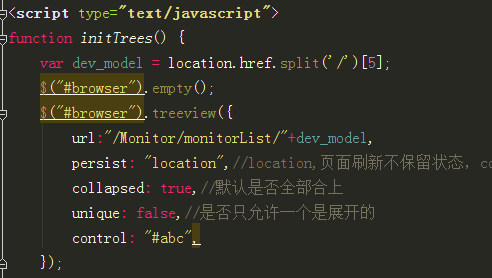 <script type="text/javascript">
function initTrees() {
var dev_model = location.href.split('/')[5];
$("#browser").empty();
$("#browser").treeview({
url:"/Monitor/monitorList/"+dev_model,
persist: "location",//location,页面刷新不保留状态, co
collapsed: true,//默认是否全部合上
unique: false,//是否只允许一个是展开的
control: "#abc",
});